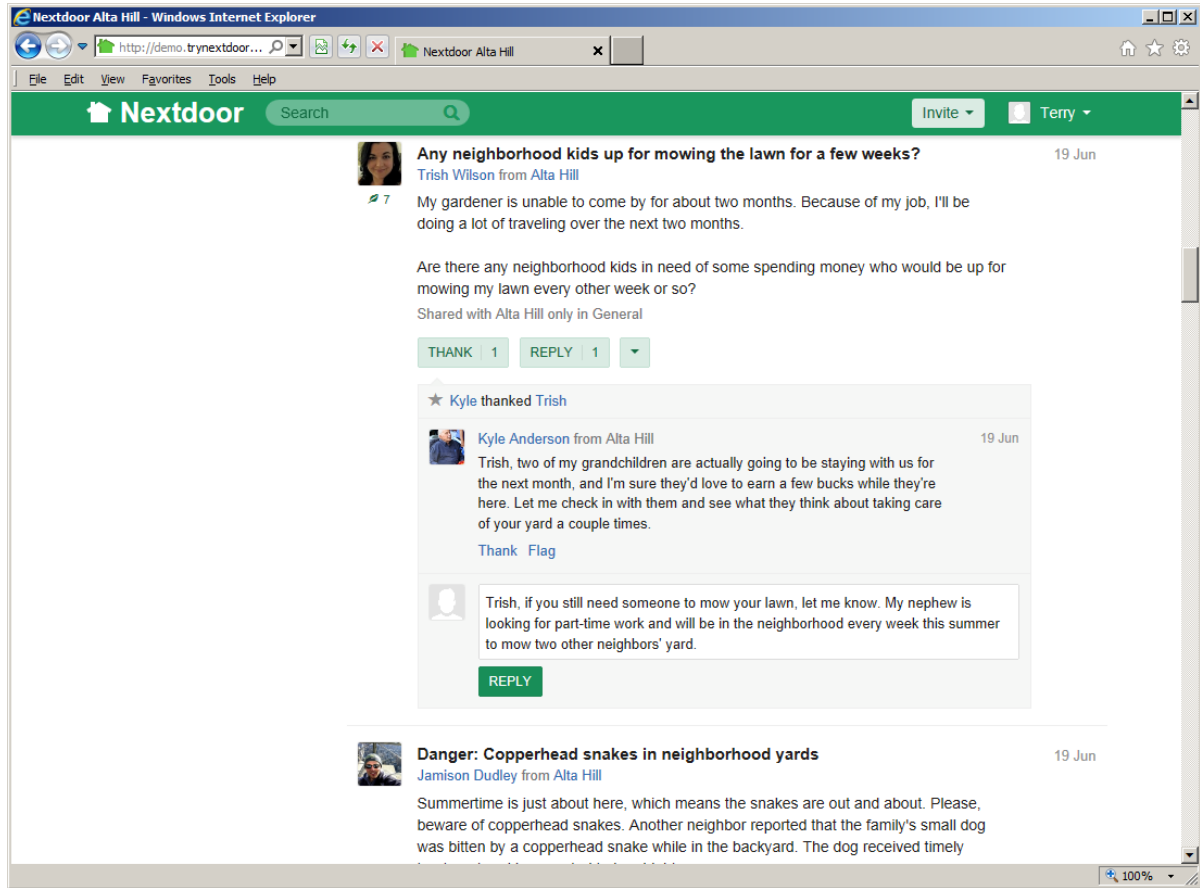 Nextdoor Alta Hill - Windows Internet Explorer
http://demo.trynextdoor...
Nextdoor Alta Hill
File Edit View Favorites Tools Help
Nextdoor Search Invite Terry
Any neighborhood kids up for mowing the lawn for a few weeks? 19 Jun
Trish Wilson from Alta Hill
7
My gardener is unable to come by for about two months. Because of my job, I'll be
doing a lot of traveling over the next two months.
Are there any neighborhood kids in need of some spending money who would be up for
mowing my lawn every other week or so?
Shared with Alta Hill only in General
THANK 1 REPLY 1
Kyle thanked Trish
Kyle Anderson from Alta Hill 19 Jun
Trish, two of my grandchildren are actually going to be staying with us for
the next month, and I'm sure they'd love to earn a few bucks while they're
here. Let me check in with them and see what they think about taking care
of your yard a couple times.
Thank Flag
Trish, if you still need someone to mow your lawn, let me know. My nephew is
looking for part-time work and will be in the neighborhood every week this summer
to mow two other neighbors' yard.
REPLY
Danger: Copperhead snakes in neighborhood yards 19 Jun
Jamison Dudley from Alta Hill
Summertime is just about here, which means the snakes are out and about. Please,
beware of copperhead snakes. Another neighbor reported that the family's small dog
was bitten by a copperhead snake while in the backyard. The dog received timely
100%